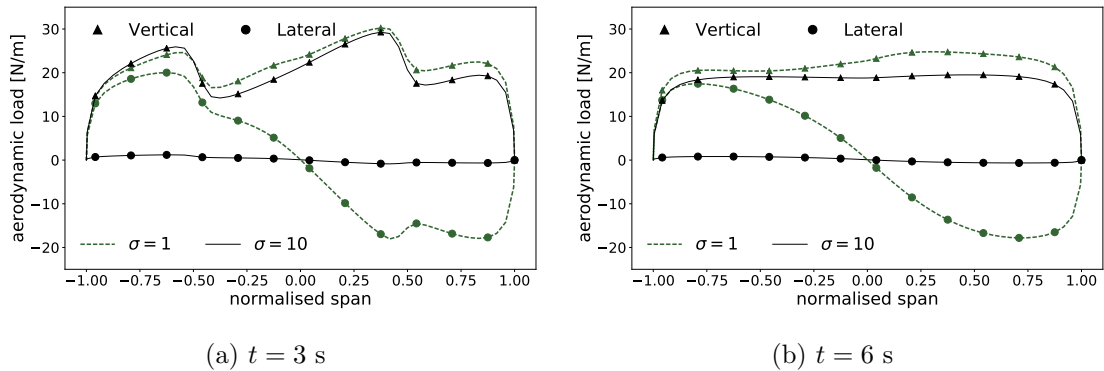 Vertical Lateral
30
20
10
0
−10
−20
aerodynamic load [N/m]
σ = 1 σ = 10
−1.00 −0.75 −0.50 −0.25 0.00 0.25 0.50 0.75 1.00
normalised span
(a) t = 3 s
Vertical Lateral
30
20
10
0
−10
−20
aerodynamic load [N/m]
σ = 1 σ = 10
−1.00 −0.75 −0.50 −0.25 0.00 0.25 0.50 0.75 1.00
normalised span
(b) t = 6 s